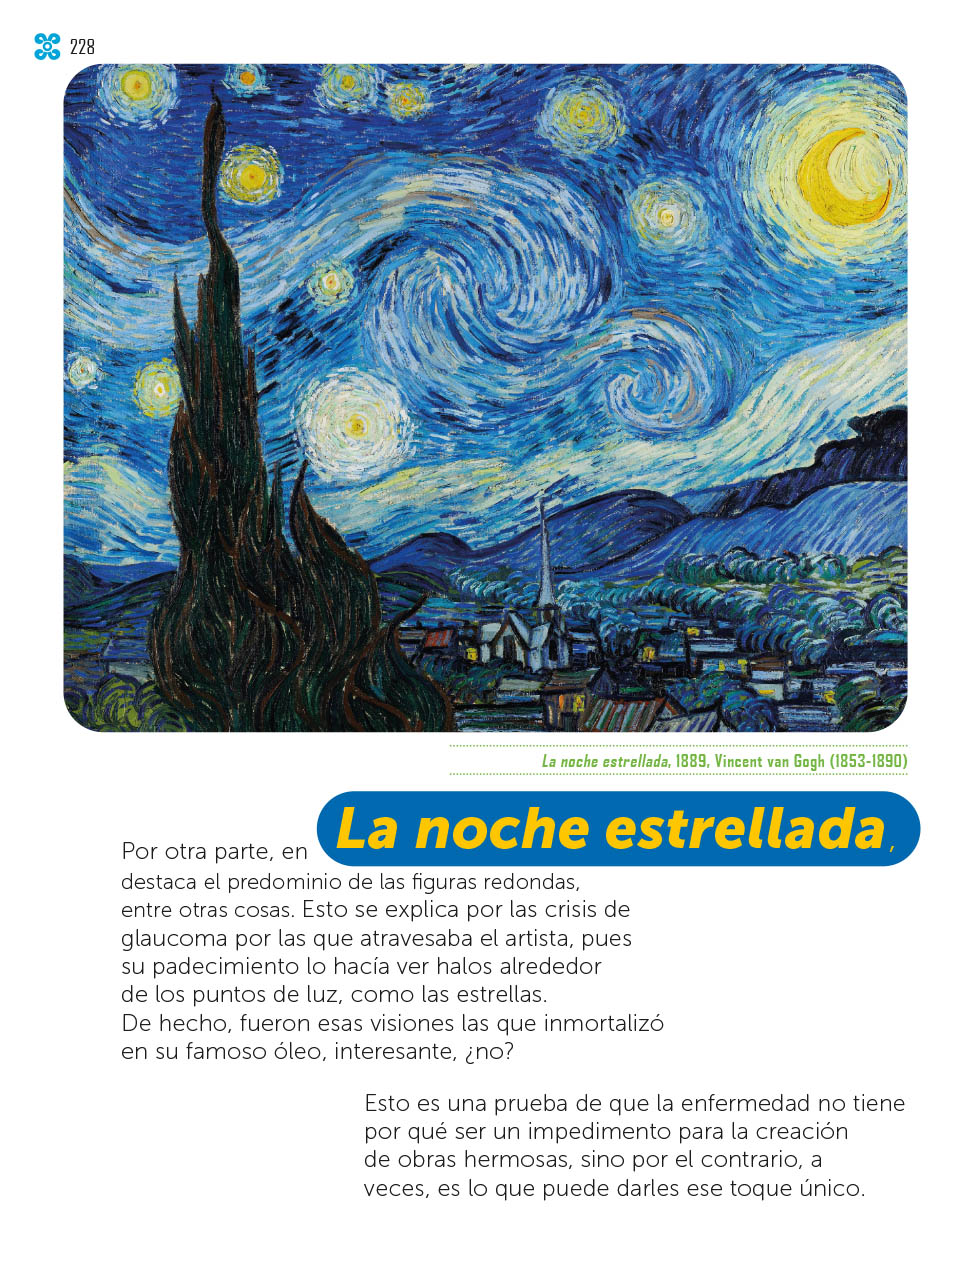 228
La noche estrellada, 1889, Vincent van Gogh (1853-1890)
Por otra parte, en La noche estrellada,
destaca el predominio de las figuras redondas,
entre otras cosas. Esto se explica por las crisis de
glaucoma por las que atravesaba el artista, pues
su padecimiento lo hacía ver halos alrededor
de los puntos de luz, como las estrellas.
De hecho, fueron esas visiones las que inmortalizó
en su famoso óleo, interesante, ¿no?
Esto es una prueba de que la enfermedad no tiene
por qué ser un impedimento para la creación
de obras hermosas, sino por el contrario, a
veces, es lo que puede darles ese toque único.